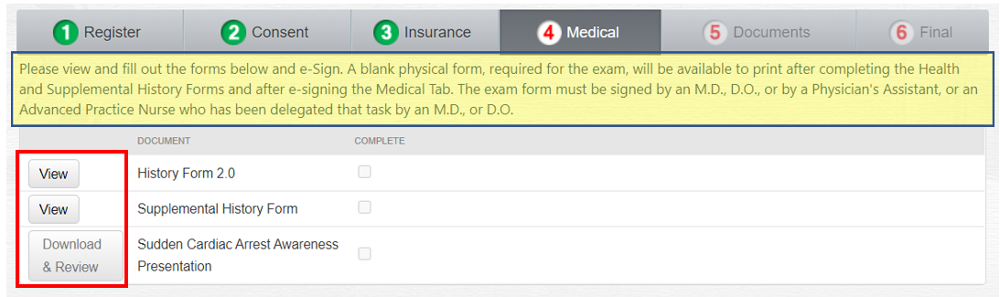 1 Register 2 Consent 3 Insurance 4 Medical 5 Documents 6 Final
Please view and fill out the forms below and e-Sign. A blank physical form, required for the exam, will be available to print after completing the Health
and Supplemental History Forms and after e-signing the Medical Tab. The exam form must be signed by an M.D., D.O., or by a Physician's Assistant, or an
Advanced Practice Nurse who has been delegated that task by an M.D., or D.O.
DOCUMENT COMPLETE
View History Form 2.0
View Supplemental History Form
Download Sudden Cardiac Arrest Awareness
& Review Presentation